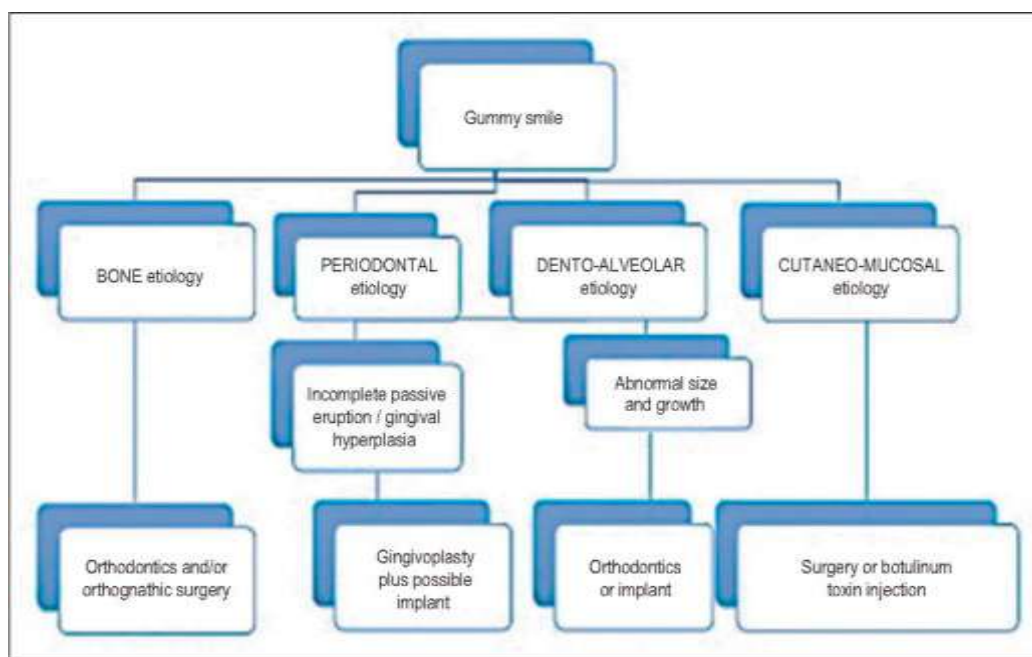 Gummy smile
BONE etiology
PERIODONTAL
etiology
DENTO-ALVEOLAR
etiology
CUTANEO-MUCOSAL
etiology
Incomplete passive
eruption / gingival
hyperplasia
Abnormal size
and growth
Orthodontics and/or
orthognathic surgery
Gingivoplasty
plus possible
implant
Orthodontics
or implant
Surgery or botulinum
toxin injection